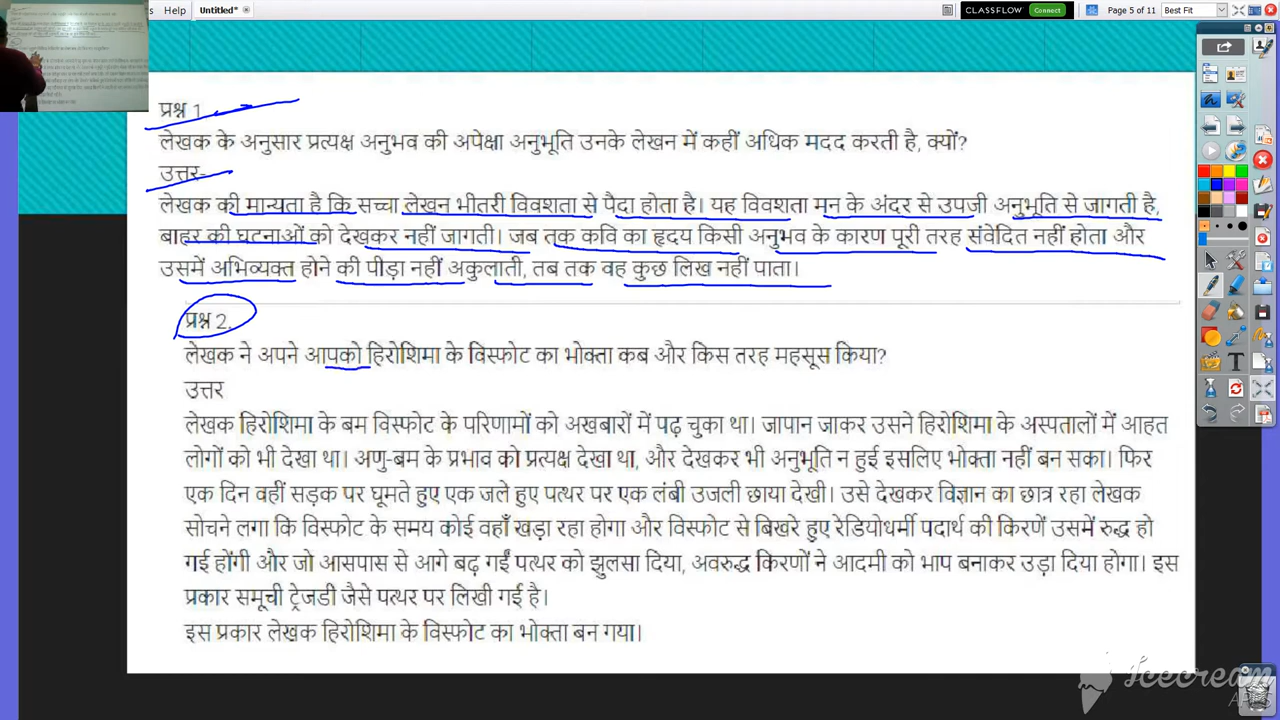 ts Help Untitled* CLASSFLOW Connect Page 5 of 11 Best Fit
प्रश्न 1
लेखक के अनुसार प्रत्यक्ष अनुभव की अपेक्षा अनुभूति उनके लेखन में कहीं अधिक मदद करती है, क्यों?
उत्तर-
लेखक की मान्यता है कि सच्चा लेखन भीतरी विवशता से पैदा होता है। यह विवशता मन के अंदर से उपजी अनुभूति से जागती है,
बाहर की घटनाओं को देखकर नहीं जागती। जब तक कवि का हृदय किसी अनुभव के कारण पूरी तरह संवेदित नहीं होता और
उसमें अभिव्यक्त होने की पीड़ा नहीं अकुलाती, तब तक वह कुछ लिख नहीं पाता।
प्रश्न 2.
लेखक ने अपने आपको हिरोशिमा के विस्फोट का भोक्ता कब और किस तरह महसूस किया?
उत्तर
लेखक हिरोशिमा के बम विस्फोट के परिणामों को अखबारों में पढ़ चुका था। जापान जाकर उसने हिरोशिमा के अस्पतालों में आहत
लोगों को भी देखा था। अणु-बम के प्रभाव को प्रत्यक्ष देखा था, और देखकर भी अनुभूति न हुई इसलिए भोक्ता नहीं बन सका। फिर
एक दिन वहीं सड़क पर घूमते हुए एक जले हुए पत्थर पर एक लंबी उजली छाया देखी। उसे देखकर विज्ञान का छात्र रहा लेखक
सोचने लगा कि विस्फोट के समय कोई वहाँ खड़ा रहा होगा और विस्फोट से बिखरे हुए रेडियोधर्मी पदार्थ की किरणें उसमें रुद्ध हो
गई होंगी और जो आसपास से आगे बढ़ गईं पत्थर को झुलसा दिया, अवरुद्ध किरणों ने आदमी को भाप बनाकर उड़ा दिया होगा। इस
प्रकार समूची ट्रेजडी जैसे पत्थर पर लिखी गई है।
इस प्रकार लेखक हिरोशिमा के विस्फोट का भोक्ता बन गया।
Icecream
APPS